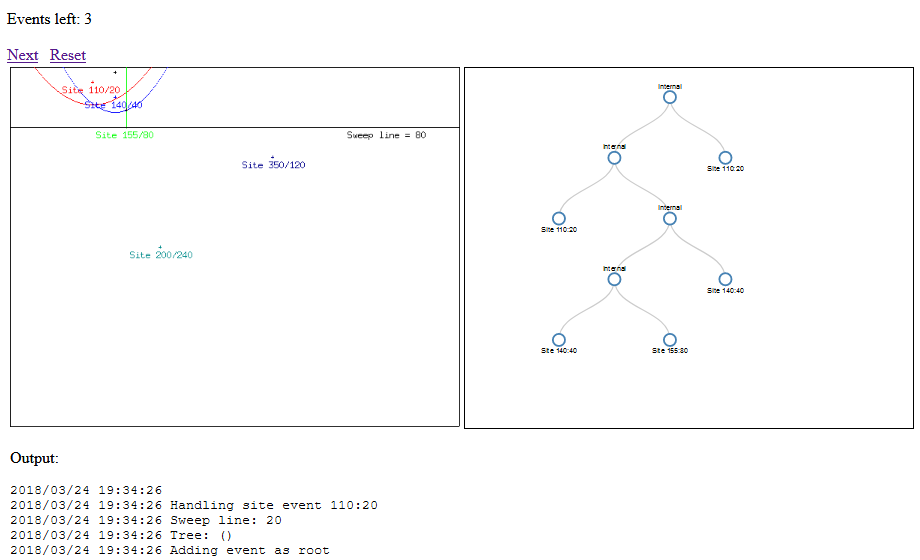 Events left: 3
Next Reset
Site 110/20
Site 140/40
Site 155/80
Sweep line = 80
Site 350/120
Site 200/240
Internal
Internal
Site 110:20
Site 110:20
Internal
Internal
Site 140:40
Site 140:40
Site 155:80
Output:
2018/03/24 19:34:26
2018/03/24 19:34:26 Handling site event 110:20
2018/03/24 19:34:26 Sweep line: 20
2018/03/24 19:34:26 Tree: ()
2018/03/24 19:34:26 Adding event as root